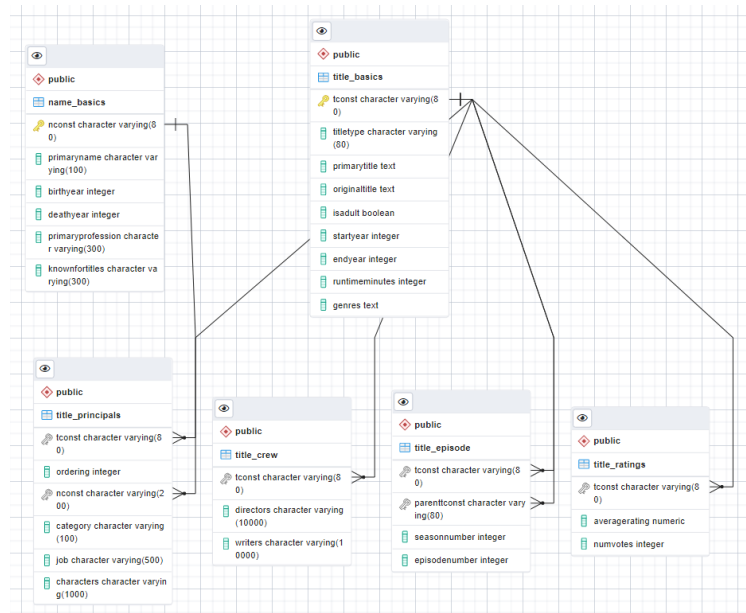 public
name_basics
nconst character varying(8
0)
primaryname character var
ying(100)
birthyear integer
deathyear integer
primaryprofession characte
r varying(300)
knownfortitles character va
rying(300)
public
title_basics
tconst character varying(8
0)
titletype character varying
(80)
primarytitle text
originaltitle text
isadult boolean
startyear integer
endyear integer
runtimeminutes integer
genres text
public
title_principals
tconst character varying(8
0)
ordering integer
nconst character varying(2
00)
category character varying
(100)
job character varying(500)
characters character varyin
g(1000)
public
title_crew
tconst character varying(8
0)
directors character varying
(10000)
writers character varying(1
0000)
public
title_episode
tconst character varying(8
0)
parenttconst character vary
ing(80)
seasonnumber integer
episodenumber integer
public
title_ratings
tconst character varying(8
0)
averagerating numeric
numvotes integer